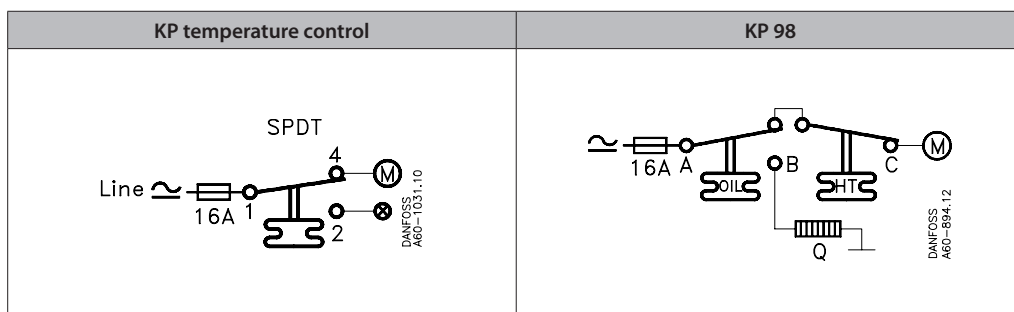 KP temperature control
KP 98
SPDT
4
M
Line
16A
1
2
DANFOSS
A60-1031.10
16A
A
OIL
B
HT
C
M
Q
DANFOSS
A60-894.12